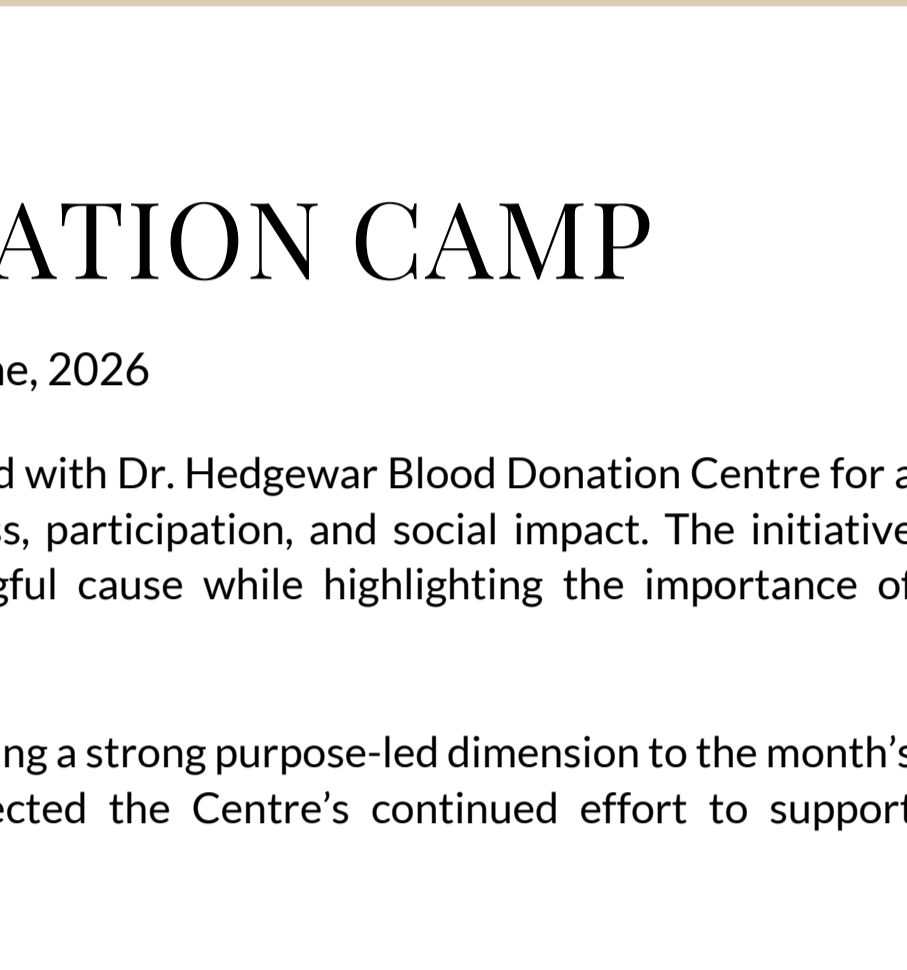 ATION CAMP
ne, 2026
d with Dr. Hedgewar Blood Donation Centre for a
s, participation, and social impact. The initiative
gful cause while highlighting the importance of
ng a strong purpose-led dimension to the month's
ected the Centre's continued effort to support